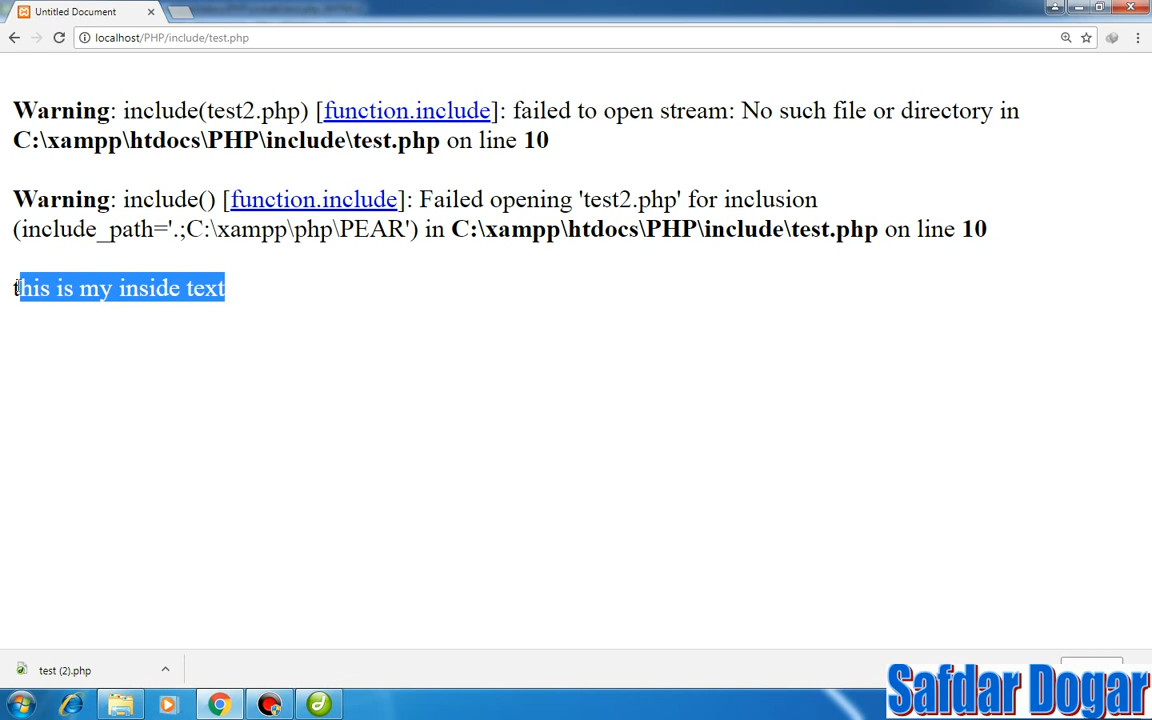 Untitled Document
localhost/PHP/include/test.php
Warning: include(test2.php) [function.include]: failed to open stream: No such file or directory in
C:\xampp\htdocs\PHP\include\test.php on line 10
Warning: include() [function.include]: Failed opening 'test2.php' for inclusion
(include_path='.;C:\xampp\php\PEAR') in C:\xampp\htdocs\PHP\include\test.php on line 10
this is my inside text
test (2).php
Safdar Dogar